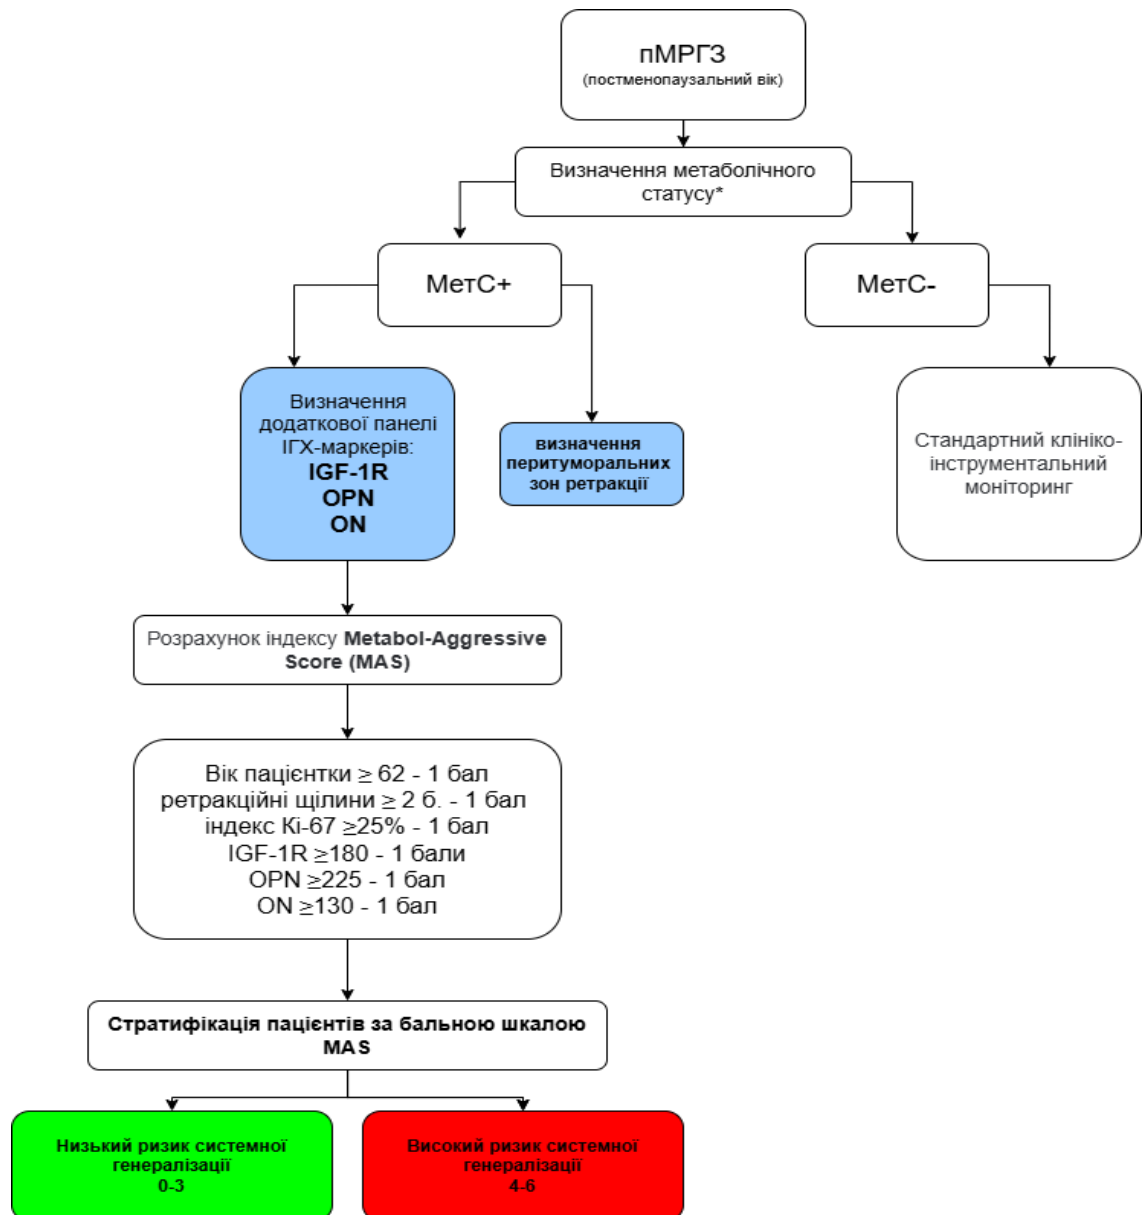 пМРГЗ
(постменопаузальний вік)
Визначення метаболічного
статусу*
МетС+
МетС-
Визначення
додаткової панелі
ІГХ-маркерів:
IGF-1R
OPN
ON
визначення
перитуморальних
зон ретракції
Стандартний клініко-
інструментальний
моніторинг
Розрахунок індексу Metabol-Aggressive
Score (MAS)
Вік пацієнтки ≥ 62 - 1 бал
ретракційні щілини ≥ 2 б. - 1 бал
індекс Кі-67 ≥25% - 1 бал
IGF-1R ≥180 - 1 бали
OPN ≥225 - 1 бал
ON ≥130 - 1 бал
Стратифікація пацієнтів за бальною шкалою
MAS
Низький ризик системної
генералізації
0-3
Високий ризик системної
генералізації
4-6